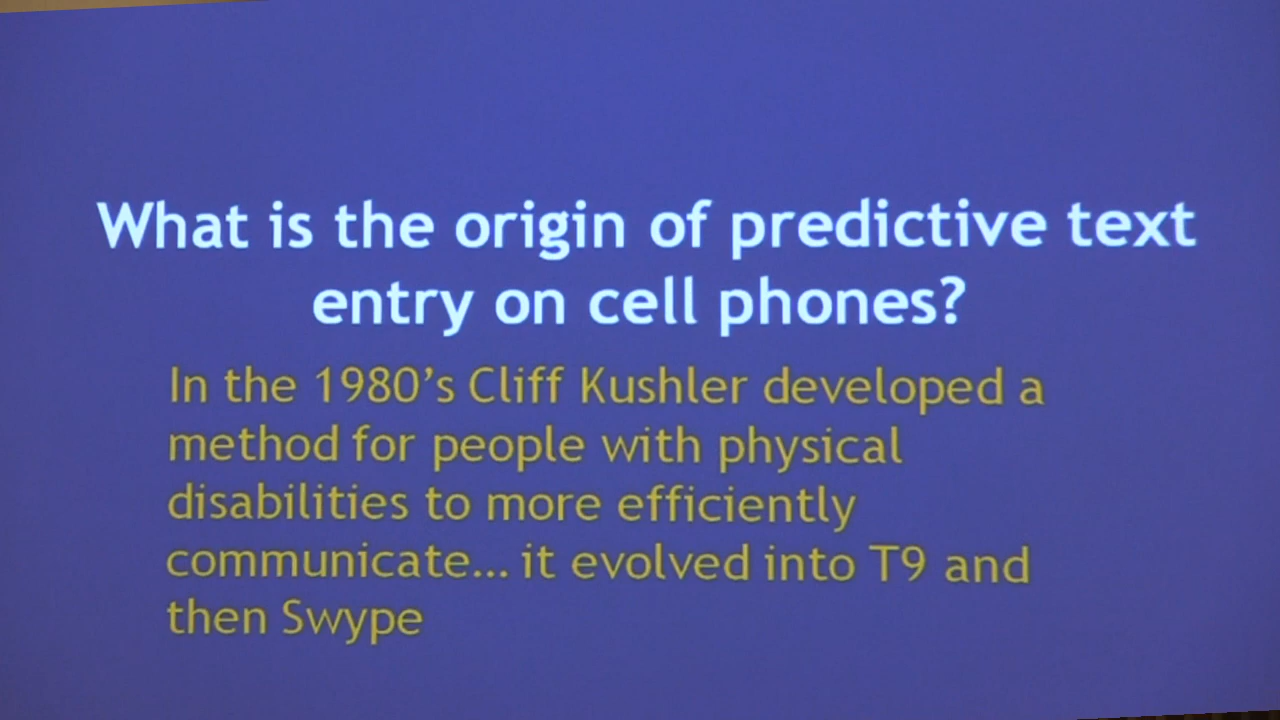 What is the origin of predictive text
entry on cell phones?
In the 1980’s Cliff Kushler developed a
method for people with physical
disabilities to more efficiently
communicate... it evolved into T9 and
then Swype